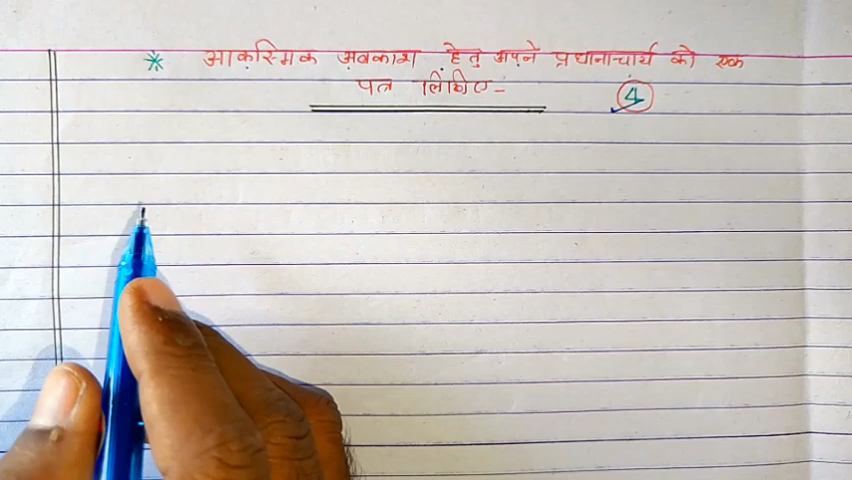 * आकस्मिक अवकाश हेतु अपने प्रधानाचार्य को एक
पत्र लिखिए-
4